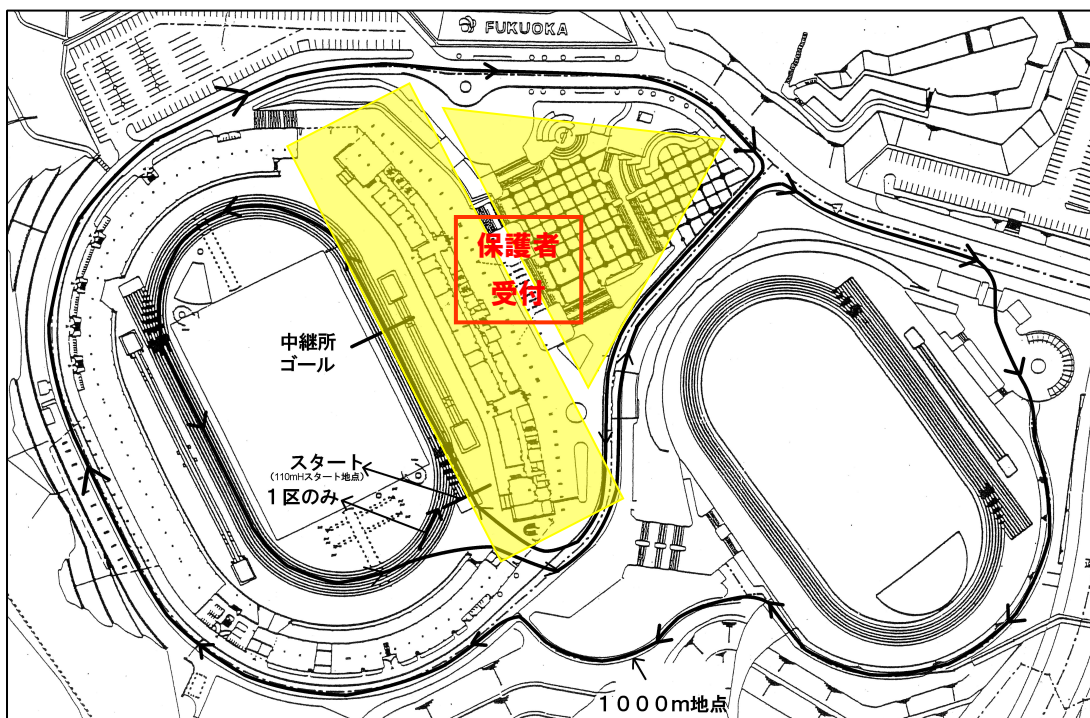 FUKUOKA
保護者
受付
中継所
ゴール
スタート
(110mHスタート地点)
1区のみ
1000m地点